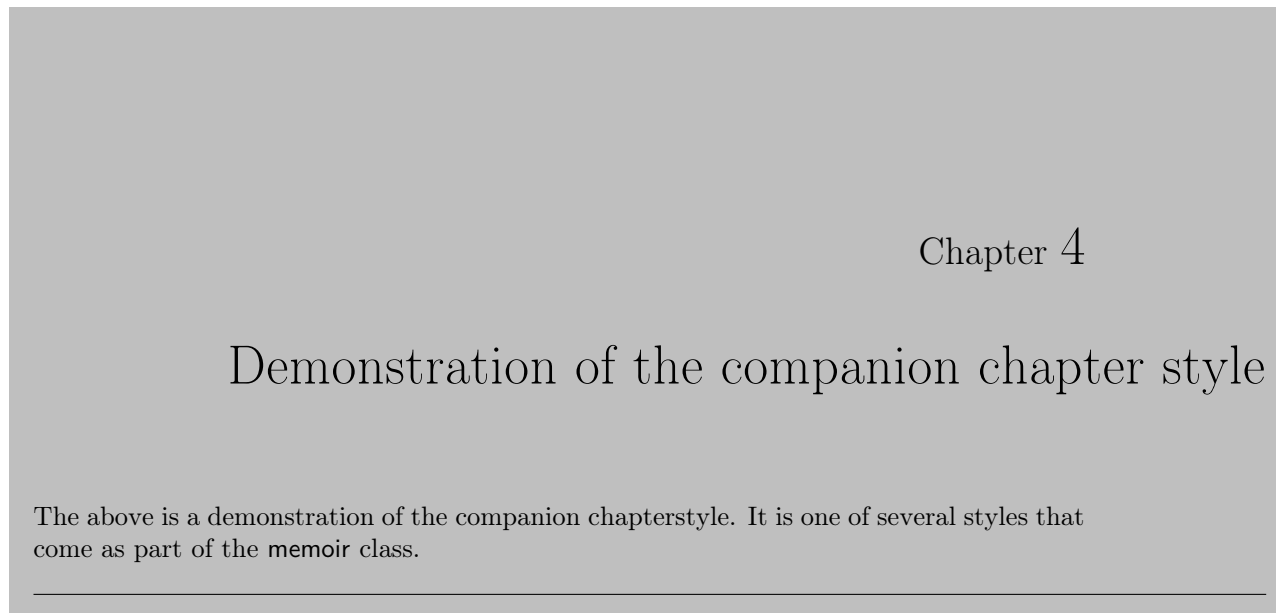 Chapter 4
Demonstration of the companion chapter style
The above is a demonstration of the companion chapterstyle. It is one of several styles that
come as part of the memoir class.